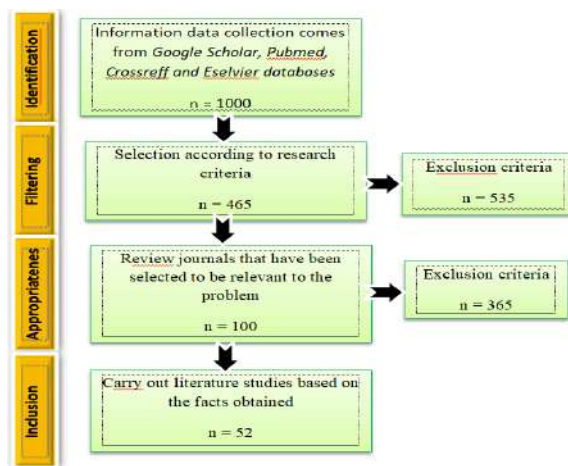 Identification
Information data collection comes
from Google Scholar, Pubmed,
Crossreff and Eselvier databases
n = 1000
Filtering
Selection according to research
criteria
n = 465
Exclusion criteria
n = 535
Appropriatenes
Review journals that have been
selected to be relevant to the
problem
n = 100
Exclusion criteria
n = 365
Inclusion
Carry out literature studies based on
the facts obtained
n = 52